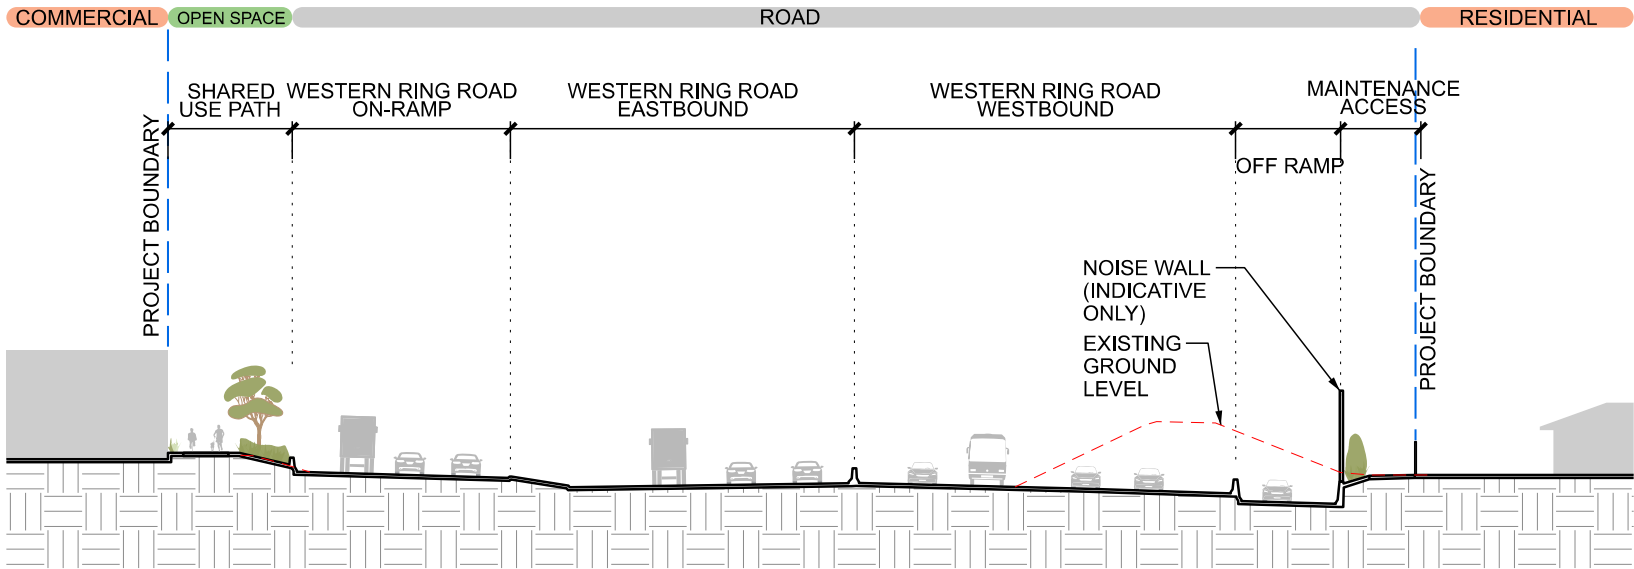 COMMERCIAL
OPEN SPACE
ROAD
RESIDENTIAL
SHARED
USE PATH
WESTERN RING ROAD
ON-RAMP
WESTERN RING ROAD
EASTBOUND
WESTERN RING ROAD
WESTBOUND
MAINTENANCE
ACCESS
OFF RAMP
PROJECT BOUNDARY
NOISE WALL
(INDICATIVE
ONLY)
EXISTING
GROUND
LEVEL
PROJECT BOUNDARY